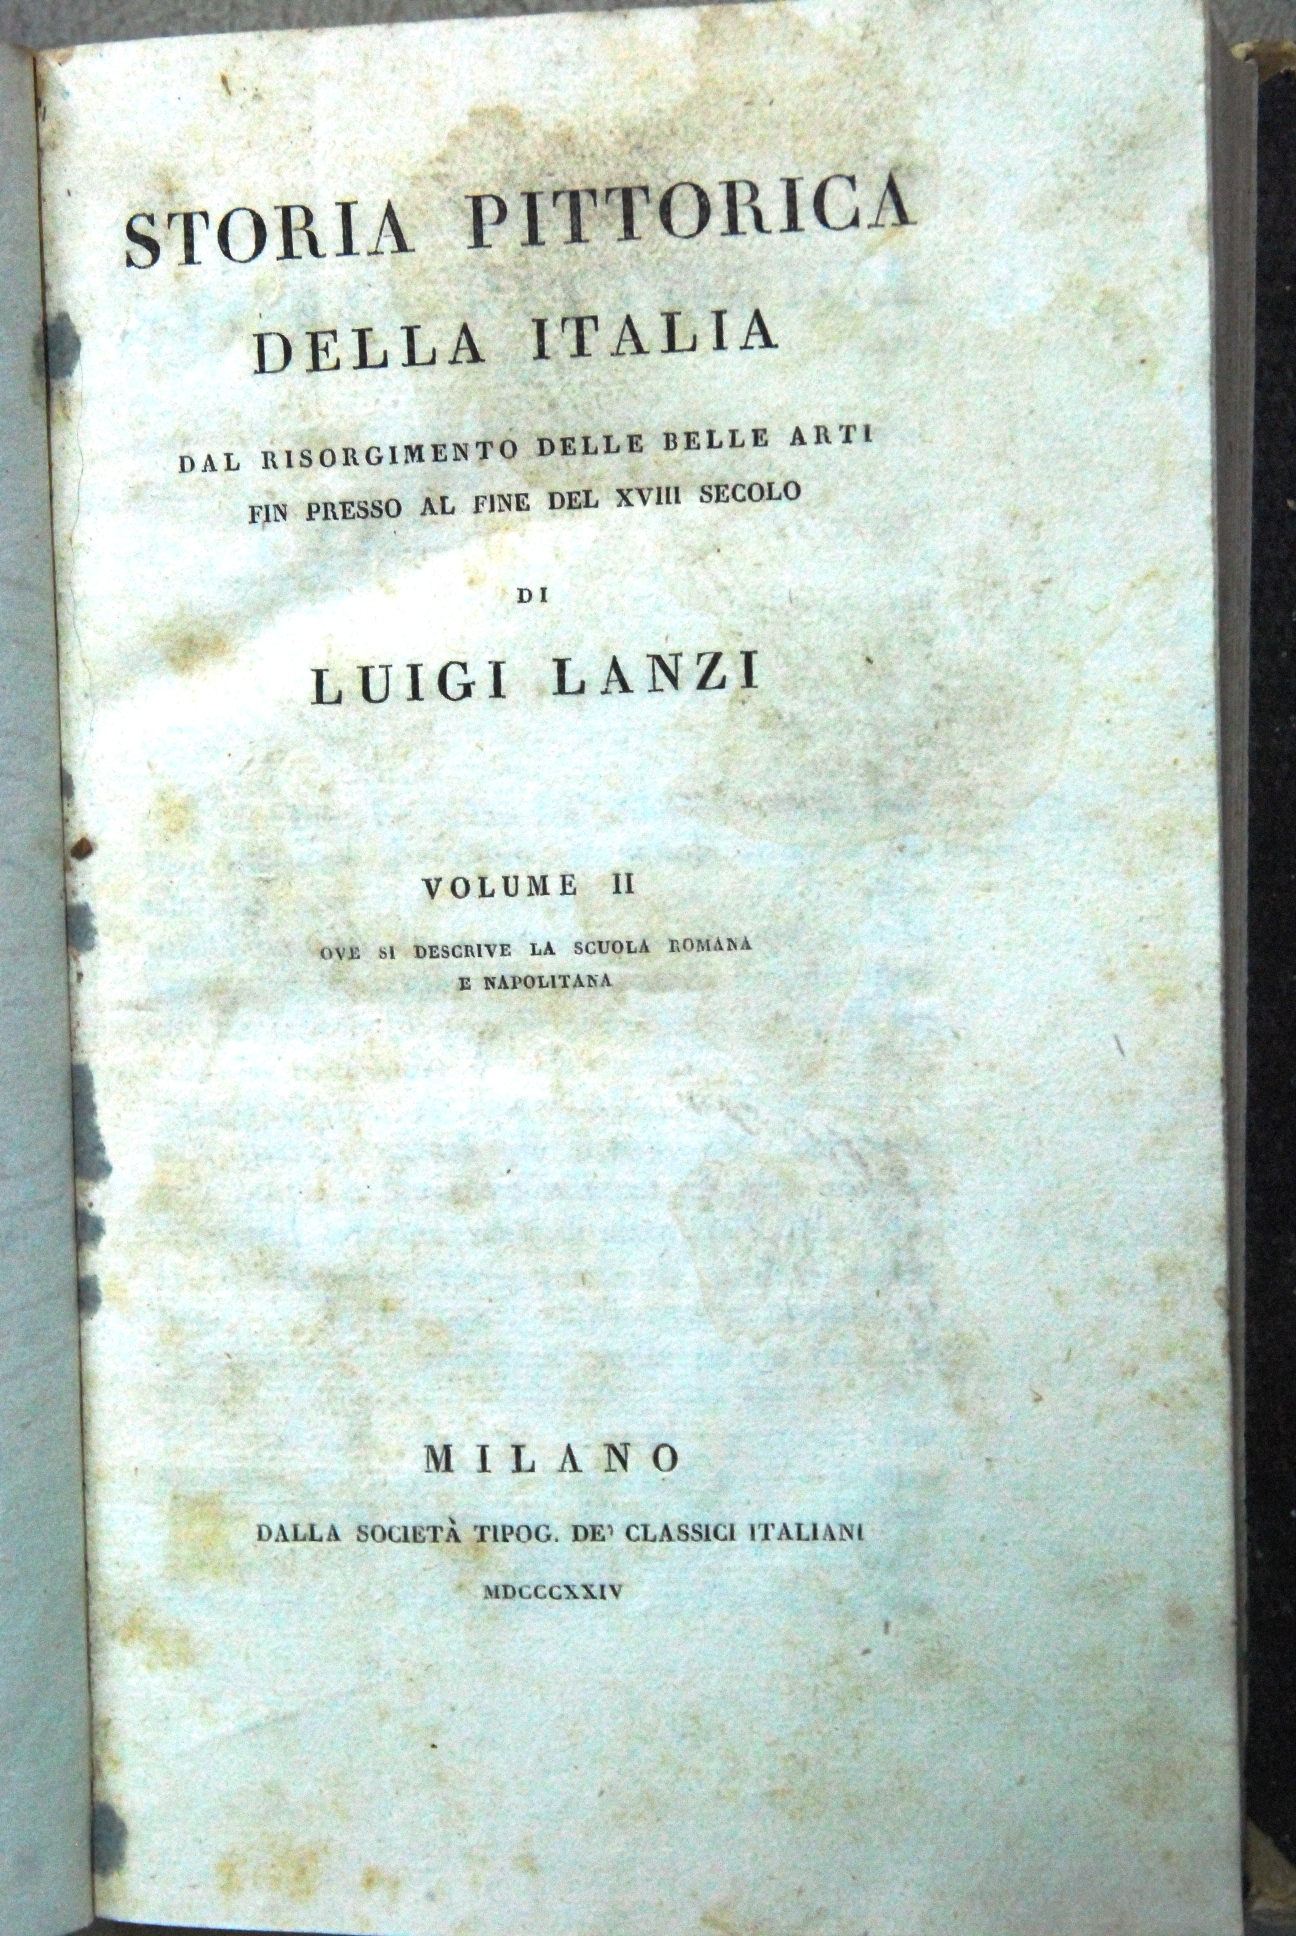 STORIA PITTORICA
DELLA ITALIA
DAL RISORGIMENTO DELLE BELLE ARTI
FIN PRESSO AL FINE DEL XVIII SECOLO
DI
LUIGI LANZI
VOLUME II
OVE SI DESCRIVE LA SCUOLA ROMANA
E NAPOLITANA
MILANO
DALLA SOCIETÀ TIPOG. DE' CLASSICI ITALIANI
MDCCCXXIV